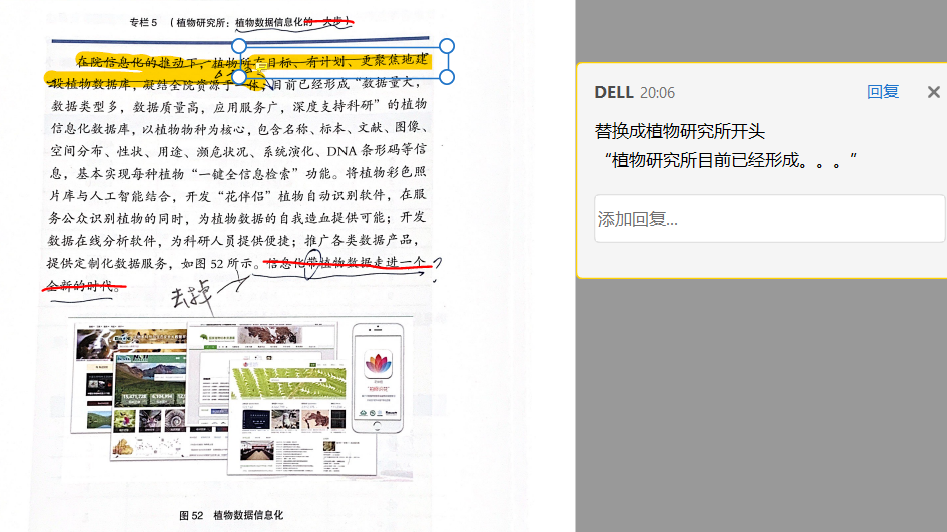 专栏 5 （植物研究所：植物数据信息化的一大步）
在院信息化的推动下，植物所有目标、有计划、更聚焦地建
设植物数据库，凝结全院资源于一体，目前已经形成“数据量大，
数据类型多，数据质量高，应用服务广，深度支持科研”的植物
信息化数据库，以植物物种为核心，包含名称、标本、文献、图像、
空间分布、性状、用途、濒危状况、系统演化、DNA 条形码等信
息，基本实现每种植物“一键全信息检索”功能。将植物彩色照
片库与人工智能结合，开发“花伴侣”植物自动识别软件，在服
务公众识别植物的同时，为植物数据的自我造血提供可能；开发
数据在线分析软件，为科研人员提供便捷；推广各类数据产品，
提供定制化数据服务，如图 52 所示。信息化带植物数据走进一个
全新的时代。
？
去掉
图 52 植物数据信息化
DELL 20:06
回复
替换成植物研究所开头
“植物研究所目前已经形成。。。”
添加回复...